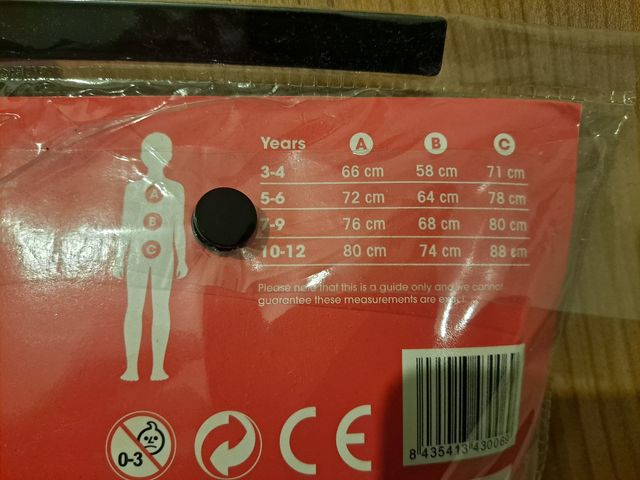 Years A B C
3-4 66 cm 58 cm 71 cm
5-6 72 cm 64 cm 78 cm
7-9 76 cm 68 cm 80 cm
10-12 80 cm 74 cm 88 cm
A
B
C
Please note that this is a guide only and we cannot
guarantee these measurements are exact.
0-3
CE
8 435413 430069